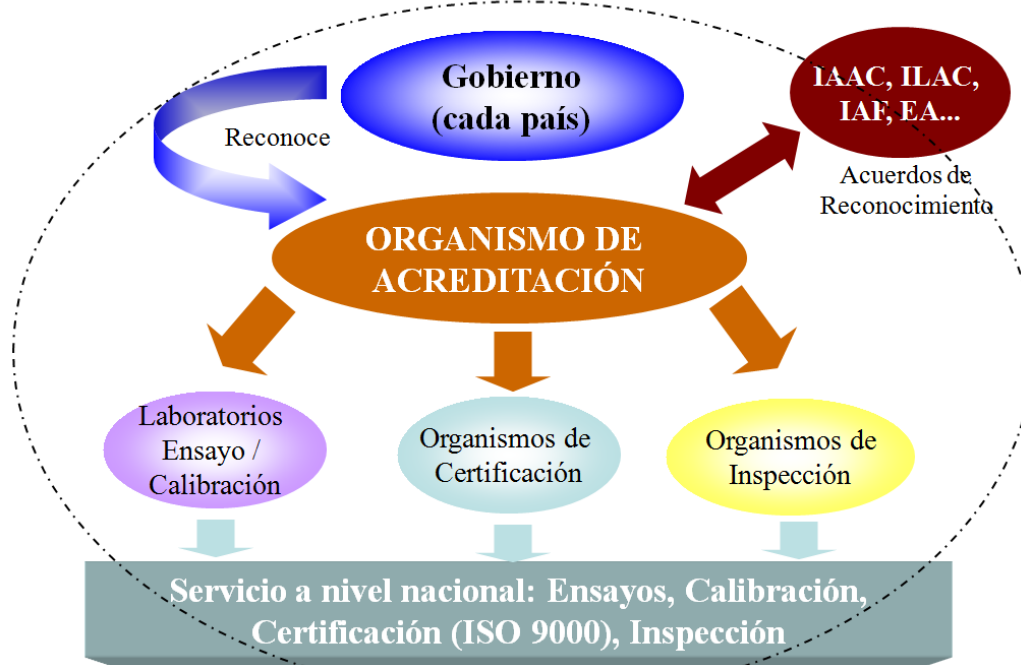 Gobierno
(cada país)
IAAC, ILAC,
IAF, EA...
Reconoce
Acuerdos de
Reconocimiento
ORGANISMO DE
ACREDITACIÓN
Laboratorios
Ensayo /
Calibración
Organismos de
Certificación
Organismos de
Inspección
Servicio a nivel nacional: Ensayos, Calibración,
Certificación (ISO 9000), Inspección